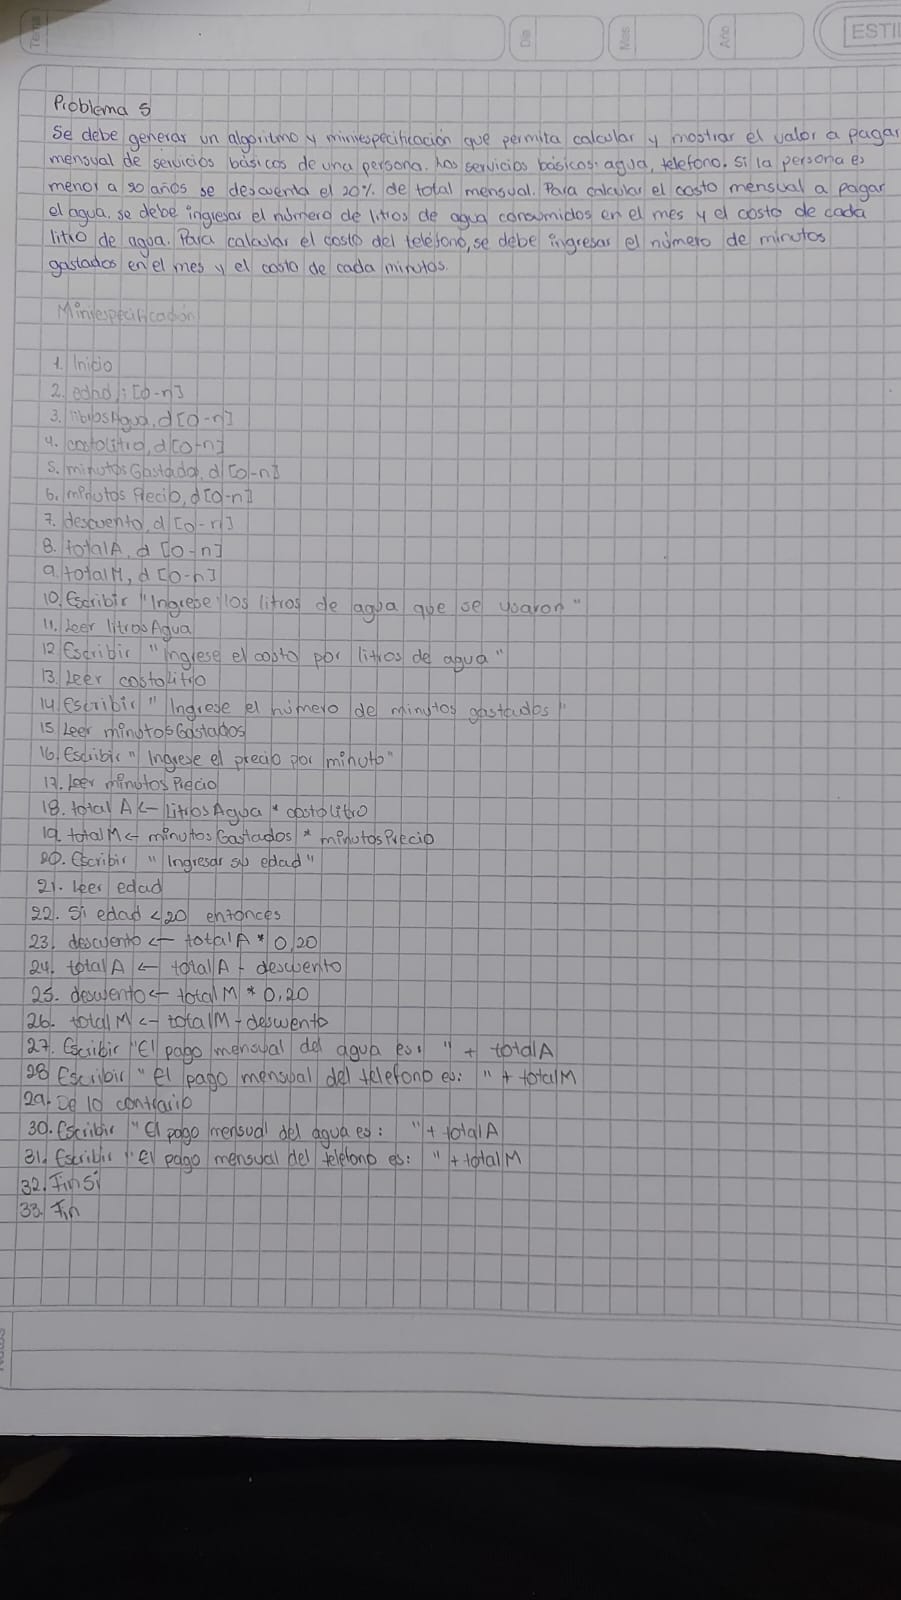 Tema
Dia
Mes
Año
ESTIL
Problema 5
Se debe generar un algoritmo y miniespecificación que permita calcular y mostrar el valor a pagar
mensual de servicios básicos de una persona. Los servicios básicos: agua, teléfono. Si la persona es
menor a 30 años se descuenta el 20% de total mensual. Para calcular el costo mensual a pagar
el agua, se debe ingresar el número de litros de agua consumidos en el mes y el costo de cada
litro de agua. Para calcular el costo del teléfono, se debe ingresar el número de minutos
gastados en el mes y el costo de cada minutos.
Miniespecificación
1. Inicio
2. edad, i [0-n]
3. litrosAgua, d [0-n]
4. costoLitro, d [0-n]
5. minutosGastado, d [0-n]
6. minutos Precio, d [0-n]
7. descuento, d [0-n]
8. totalA, d [0-n]
9. totalM, d [0-n]
10. Escribir "Ingrese los litros de agua que se usaron"
11. Leer litrosAgua
12 Escribir "Ingrese el costo por litros de agua"
13. Leer costoLitro
14. Escribir "Ingrese el número de minutos gastados"
15 Leer minutosGastados
16. Escribir "Ingrese el precio por minuto"
17. Leer minutosPrecio
18. total A <- LitrosAgua * costoLitro
19. totalM <- minutosGastados * minutosPrecio
20. Escribir "Ingresar su edad"
21. Leer edad
22. Si edad <20 entonces
23. descuento <- totalA * 0,20
24. totalA <- totalA - descuento
25. descuento <- totalM * 0,20
26. totalM <- totalM - descuento
27. Escribir "El pago mensual del agua es: " + totalA
28 Escribir "el pago mensual del telefono es: " + totalM
29. De lo contrario
30. Escribir "El pago mensual del agua es: " + totalA
31. Escribir "El pago mensual del teléfono es: " + totalM
32. FinSi
33. Fin